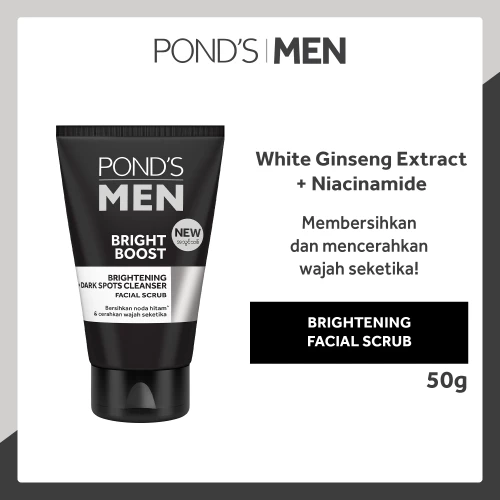 POND'S MEN
POND'S
MEN
NEW
BRIGHT
BOOST
BRIGHTENING
DARK SPOTS CLEANSER
FACIAL SCRUB
Bersihkan noda hitam*
& cerahkan wajah seketika
White Ginseng Extract
+ Niacinamide
Membersihkan
dan mencerahkan
wajah seketika!
BRIGHTENING
FACIAL SCRUB
50g